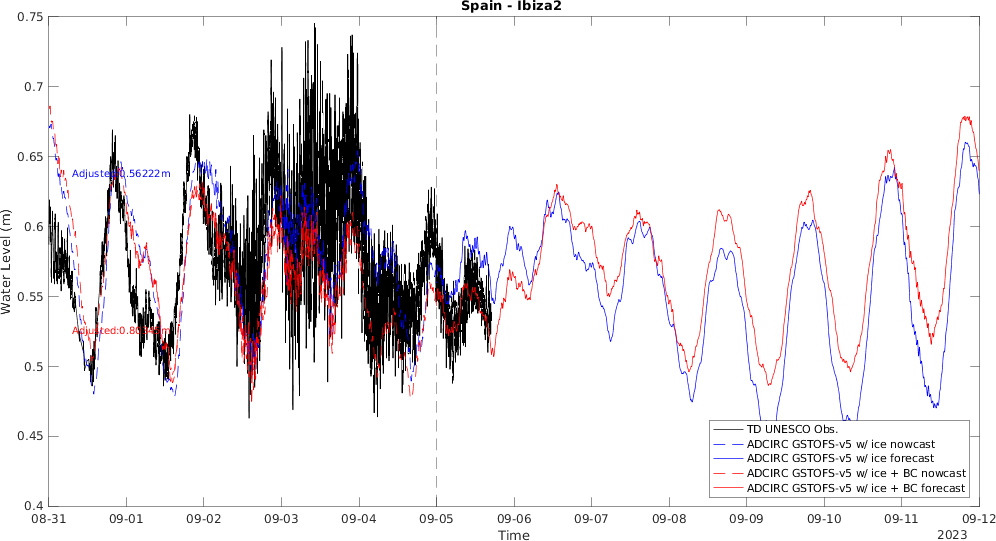 Spain - Ibiza2
0.75
0.7
0.65
0.6
0.55
0.5
0.45
0.4
Water Level (m)
Adjusted:0.56222m
TD UNESCO Obs.
ADCIRC GSTOFS-v5 w/ ice nowcast
ADCIRC GSTOFS-v5 w/ ice forecast
ADCIRC GSTOFS-v5 w/ ice + BC nowcast
ADCIRC GSTOFS-v5 w/ ice + BC forecast
08-31 09-01 09-02 09-03 09-04 09-05 09-06 09-07 09-08 09-09 09-10 09-11 09-12
Time
2023